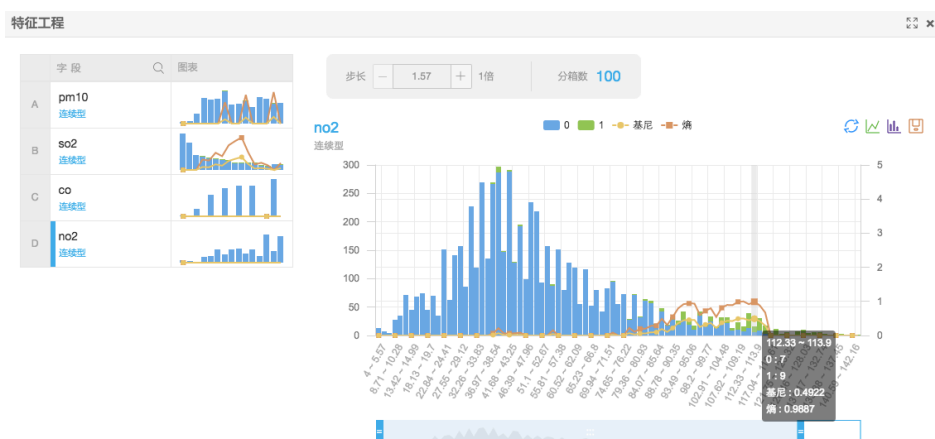 特征工程
字 段
图表
A
pm10
连续型
B
so2
连续型
C
co
连续型
D
no2
连续型
步长
1.57
1倍
分箱数 100
no2
连续型
0
1
基尼
熵
300
250
200
150
100
50
0
5
4
3
2
1
0
4 ~ 5.57
8.71 ~ 10.28
13.42 ~ 14.99
18.13 ~ 19.7
22.84 ~ 24.41
27.55 ~ 29.12
32.26 ~ 33.83
36.97 ~ 38.54
41.68 ~ 43.25
46.39 ~ 47.96
51.1 ~ 52.67
55.81 ~ 57.38
60.52 ~ 62.09
69.94 ~ 71.51
74.65 ~ 76.22
79.36 ~ 80.93
84.07 ~ 85.64
88.78 ~ 90.35
93.49 ~ 95.06
98.2 ~ 99.77
102.91 ~ 104.48
107.62 ~ 109.19
112.33 ~ 113.9
112.33 ~ 113.9
0 : 7
1 : 9
基尼 : 0.4922
熵 : 0.9887